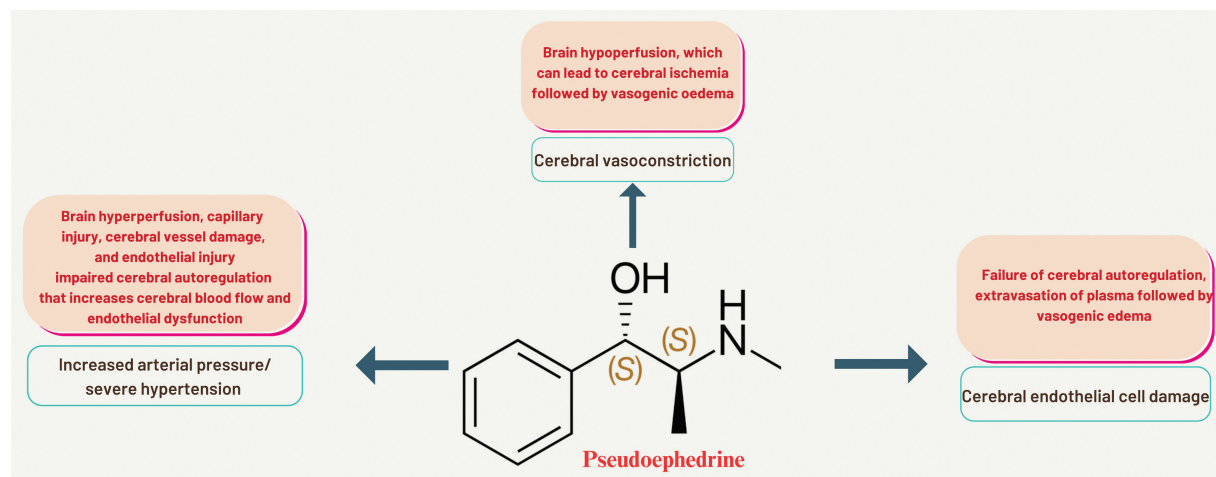 Brain hypoperfusion, which
can lead to cerebral ischemia
followed by vasogenic oedema
Cerebral vasoconstriction
Brain hyperperfusion, capillary
injury, cerebral vessel damage,
and endothelial injury
impaired cerebral autoregulation
that increases cerebral blood flow and
endothelial dysfunction
Increased arterial pressure/
severe hypertension
Failure of cerebral autoregulation,
extravasation of plasma followed by
vasogenic edema
Cerebral endothelial cell damage
OH
H
N
(S)
(S)
Pseudoephedrine